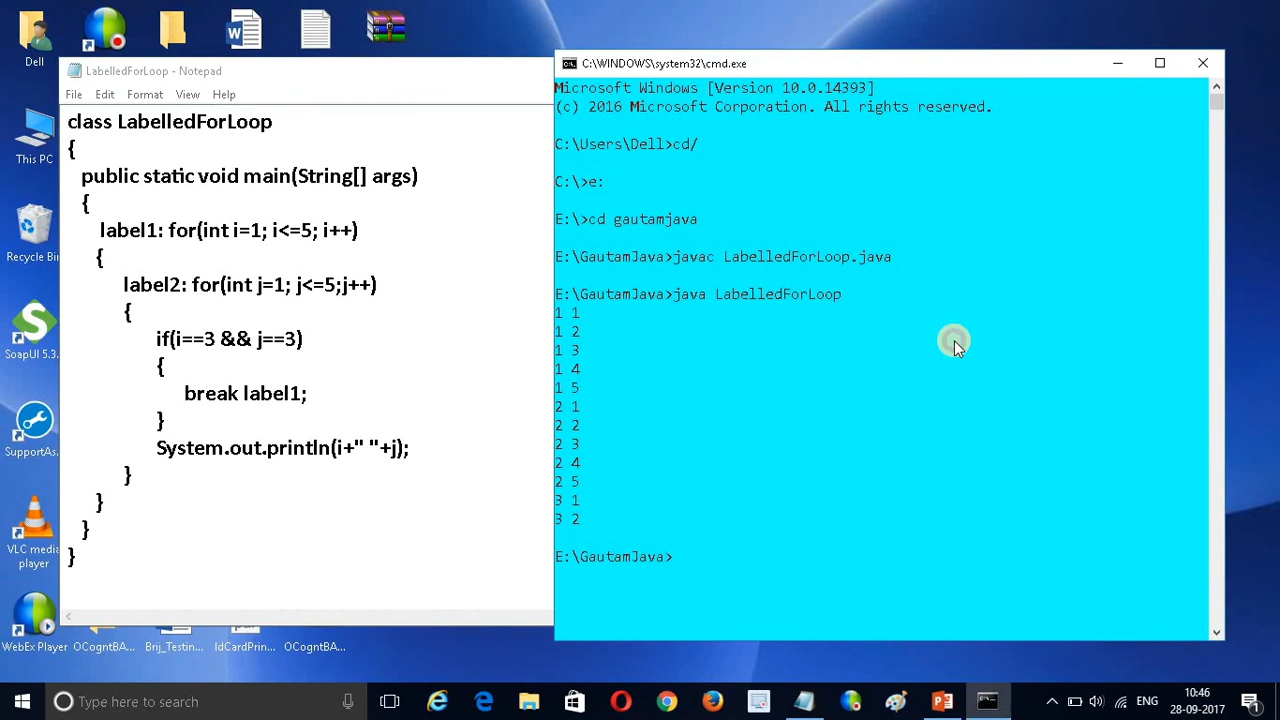 Dell
This PC
Recycle Bin
SoapUI 5.3...
SupportAs...
VLC media
player
WebEx Player
OCogntBA...
Brij_Testin...
IdCardPrin...
OCogntBA...
LabelledForLoop - Notepad
File Edit Format View Help
class LabelledForLoop
{
public static void main(String[] args)
{
label1: for(int i=1; i<=5; i++)
{
label2: for(int j=1; j<=5;j++)
{
if(i==3 && j==3)
{
break label1;
}
System.out.println(i+" "+j);
}
}
}
}
C:\WINDOWS\system32\cmd.exe
Microsoft Windows [Version 10.0.14393]
(c) 2016 Microsoft Corporation. All rights reserved.
C:\Users\Dell>cd/
C:\>e:
E:\>cd gautamjava
E:\GautamJava>javac LabelledForLoop.java
E:\GautamJava>java LabelledForLoop
1 1
1 2
1 3
1 4
1 5
2 1
2 2
2 3
2 4
2 5
3 1
3 2
E:\GautamJava>
Type here to search
ENG
10:46
28-09-2017